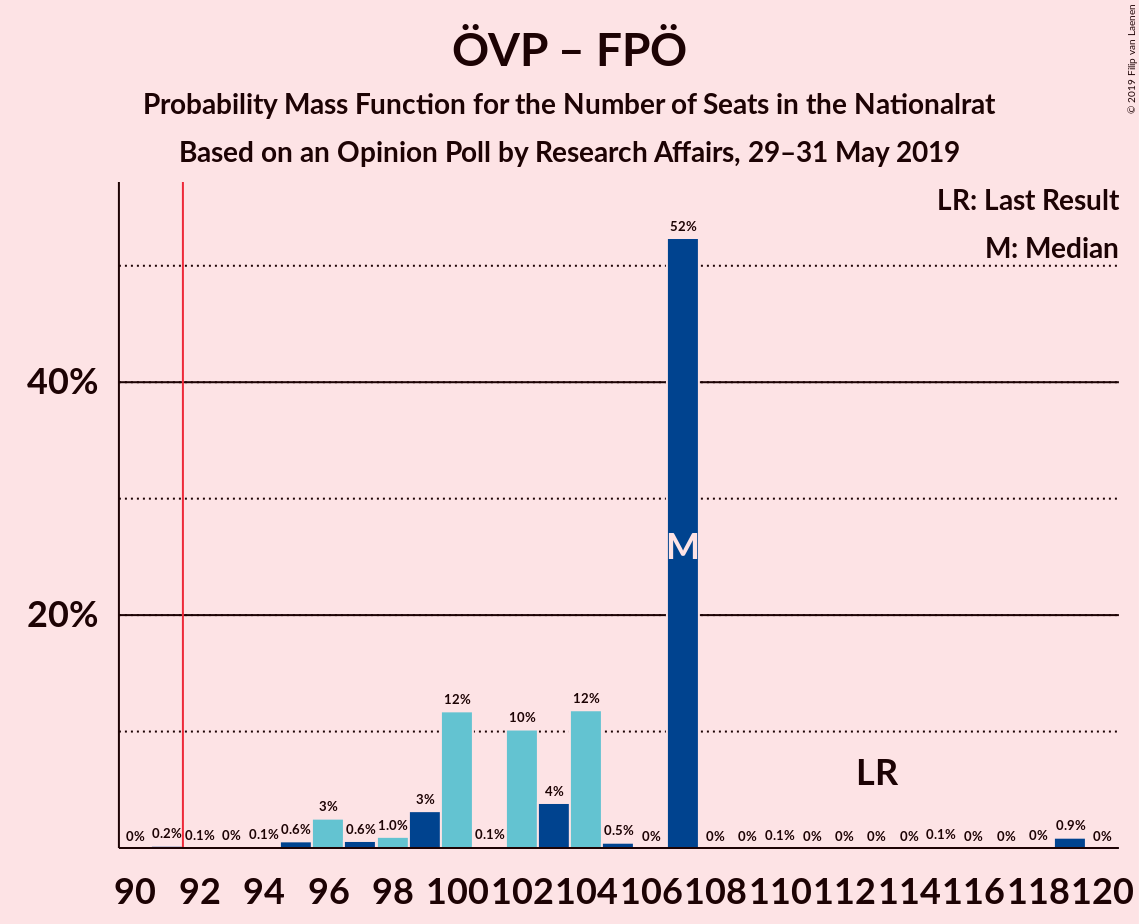 ÖVP – FPÖ
Probability Mass Function for the Number of Seats in the Nationalrat
Based on an Opinion Poll by Research Affairs, 29–31 May 2019
© 2019 Filip van Laenen
LR: Last Result
M: Median
52%
40%
M
20%
12% 12%
10%
LR
3% 3% 4%
0% 0.2% 0.1% 0% 0.1% 0.6% 0.6% 1.0% 0.1% 0.5% 0% 0% 0% 0.1% 0% 0% 0% 0% 0.1% 0% 0% 0% 0.9% 0%
90 92 94 96 98 100 102 104 106 108 110 112 114 116 118 120